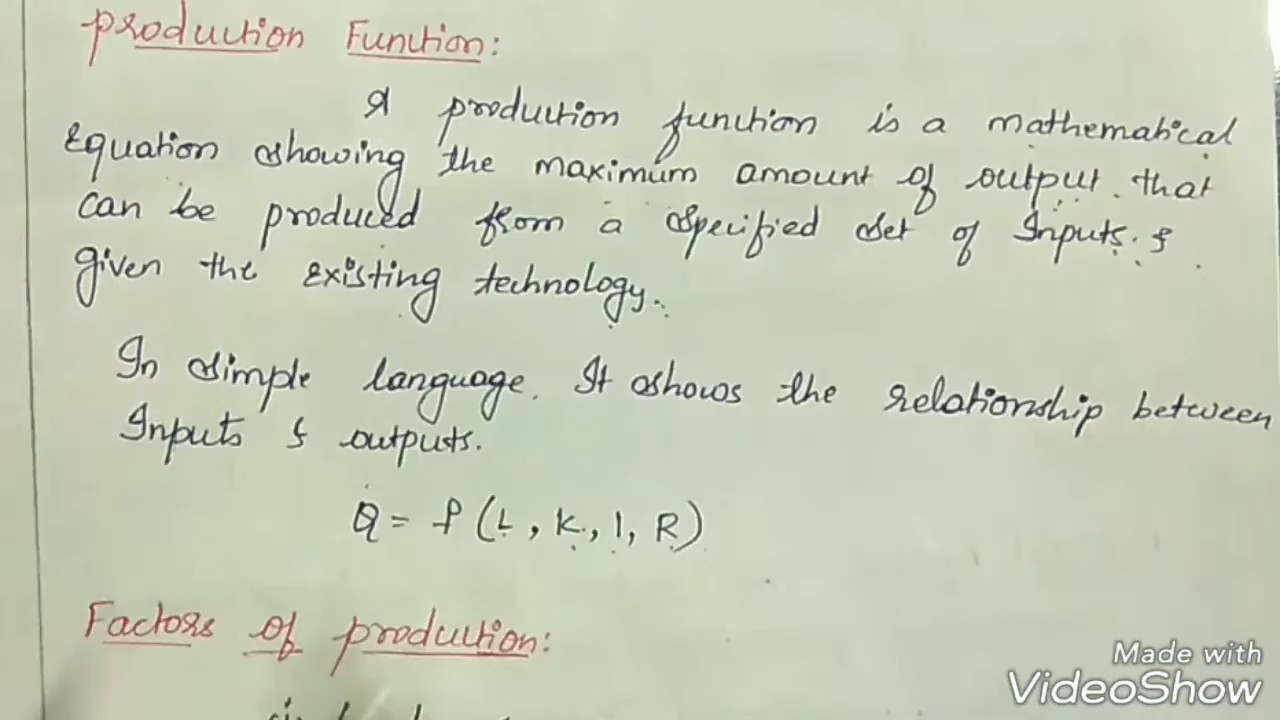 production Function:
A production function is a mathematical
Equation showing the maximum amount of output that
can be produced from a specified set of Inputs &
given the existing technology.
In simple language. It shows the relationship between
Inputs & outputs.
Q = f (L, K, I, R)
Factors of production:
Made with
VideoShow